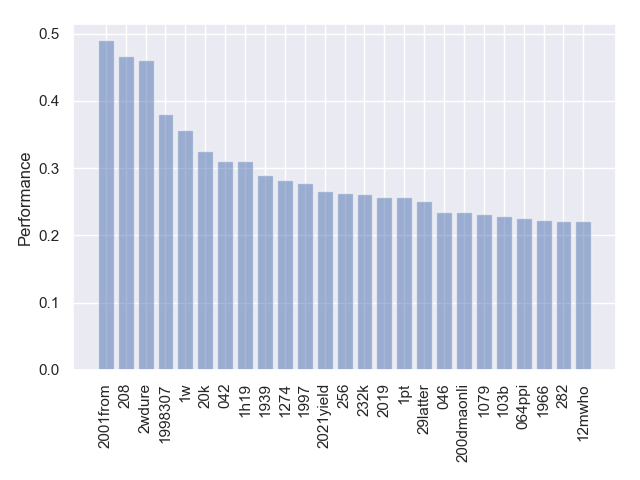 0.5
0.4
0.3
0.2
0.1
0.0
Performance
2001from
208
2wdure
1998307
1w
20k
042
1h19
1939
1274
1997
2021yield
256
232k
2019
1pt
29latter
046
200dmaonli
1079
103b
064ppi
1966
282
12mwho